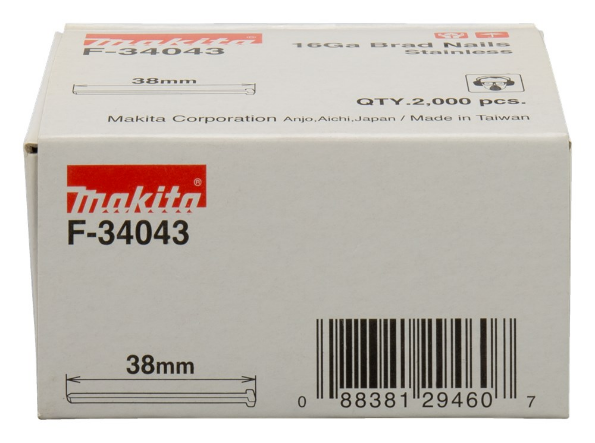 makita
F-34043
16Ga Brad Nails
Stainless
38mm
QTY.2,000 pcs.
Makita Corporation Anjo,Aichi,Japan / Made in Taiwan
makita®
F-34043
38mm
0 88381 29460 7